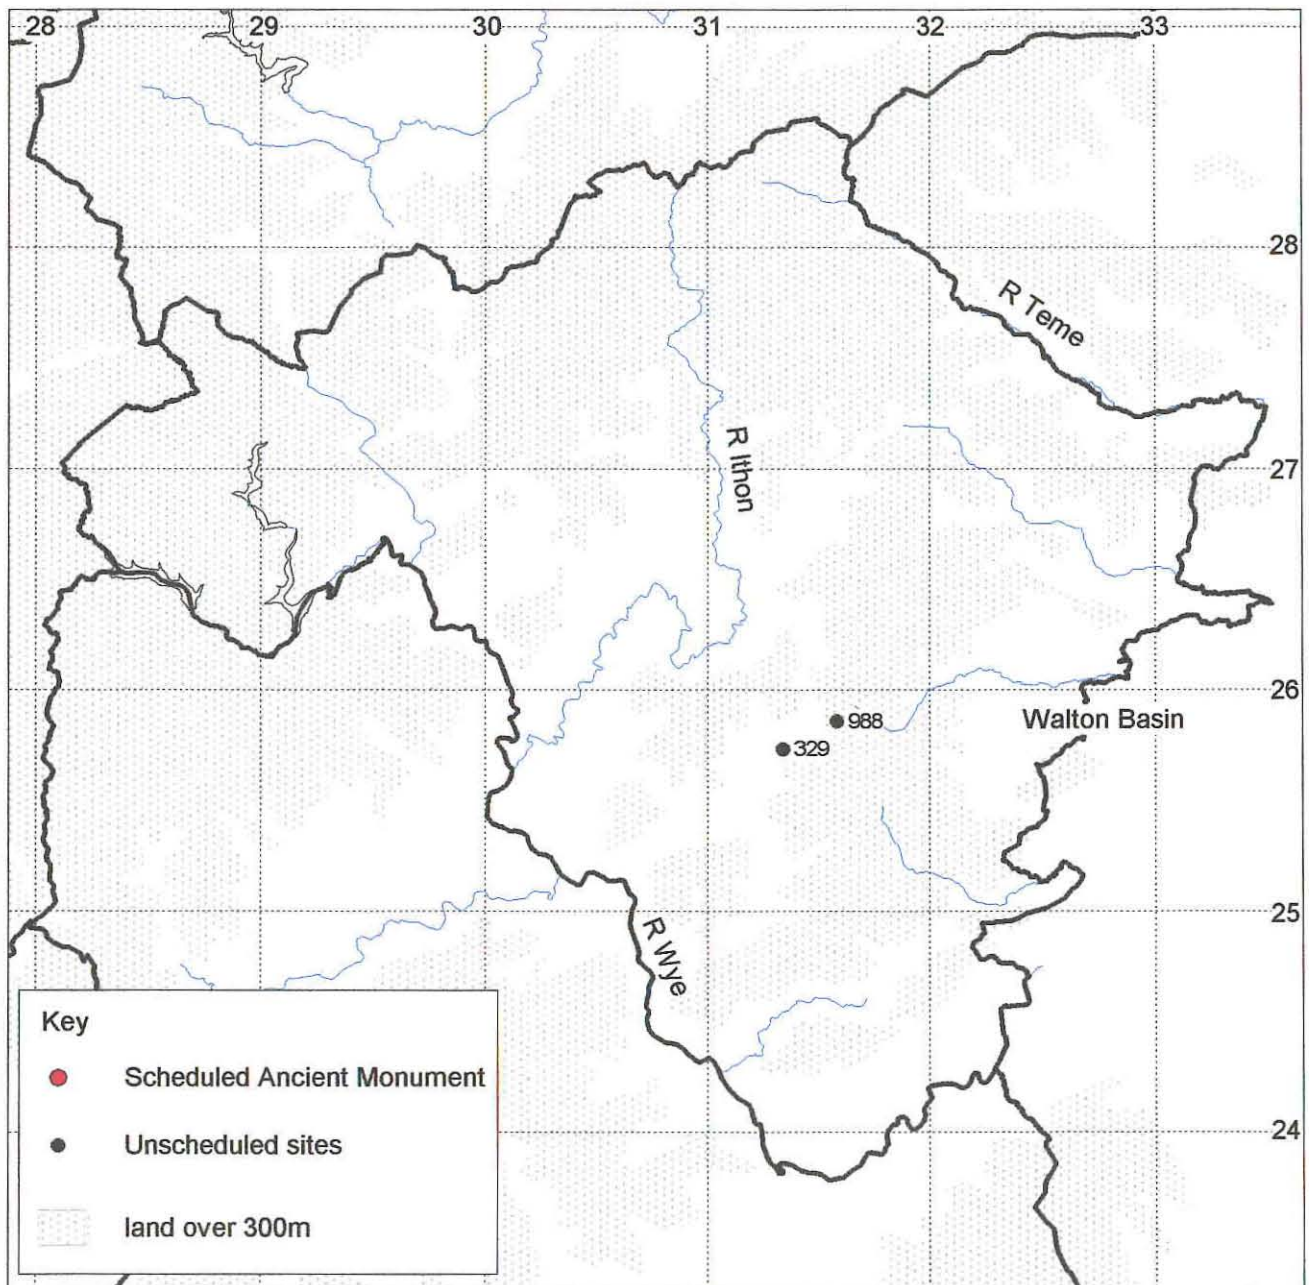 28 29 30 31 32 33
28
R Teme
27
R Ithon
26
988
Walton Basin
329
25
R Wye
24
Key
Scheduled Ancient Monument
Unscheduled sites
land over 300m